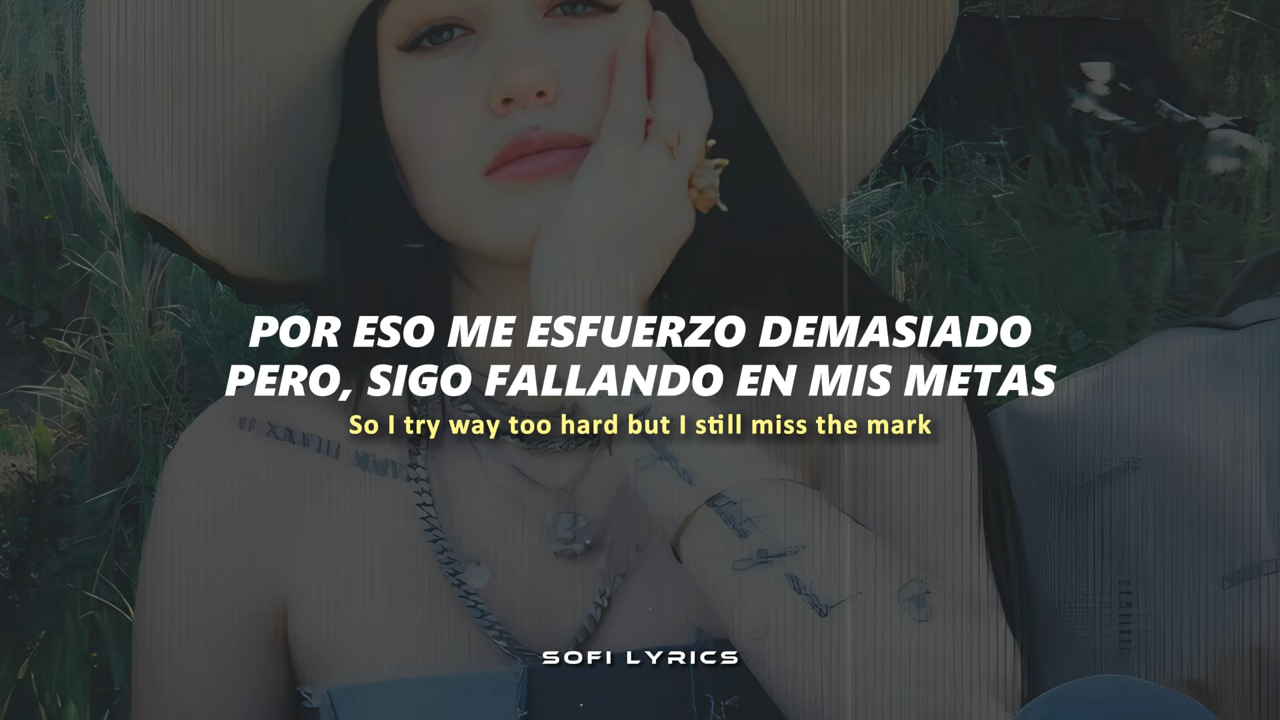 POR ESO ME ESFUERZO DEMASIADO
PERO, SIGO FALLANDO EN MIS METAS
So I try way too hard but I still miss the mark
SOFI LYRICS